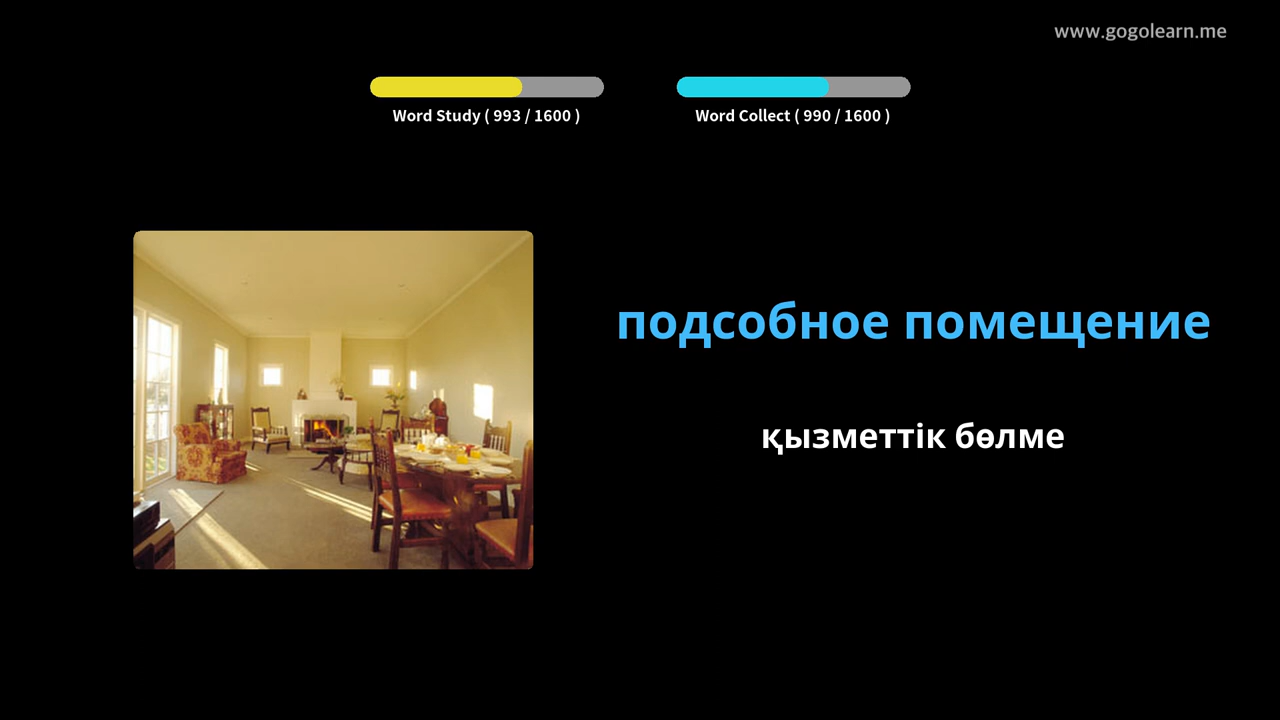 www.gogolearn.me
Word Study ( 993 / 1600 )
Word Collect ( 990 / 1600 )
подсобное помещение
қызметтік бөлме